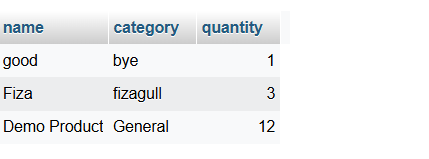 name category quantity
good bye 1
Fiza fizagull 3
Demo Product General 12